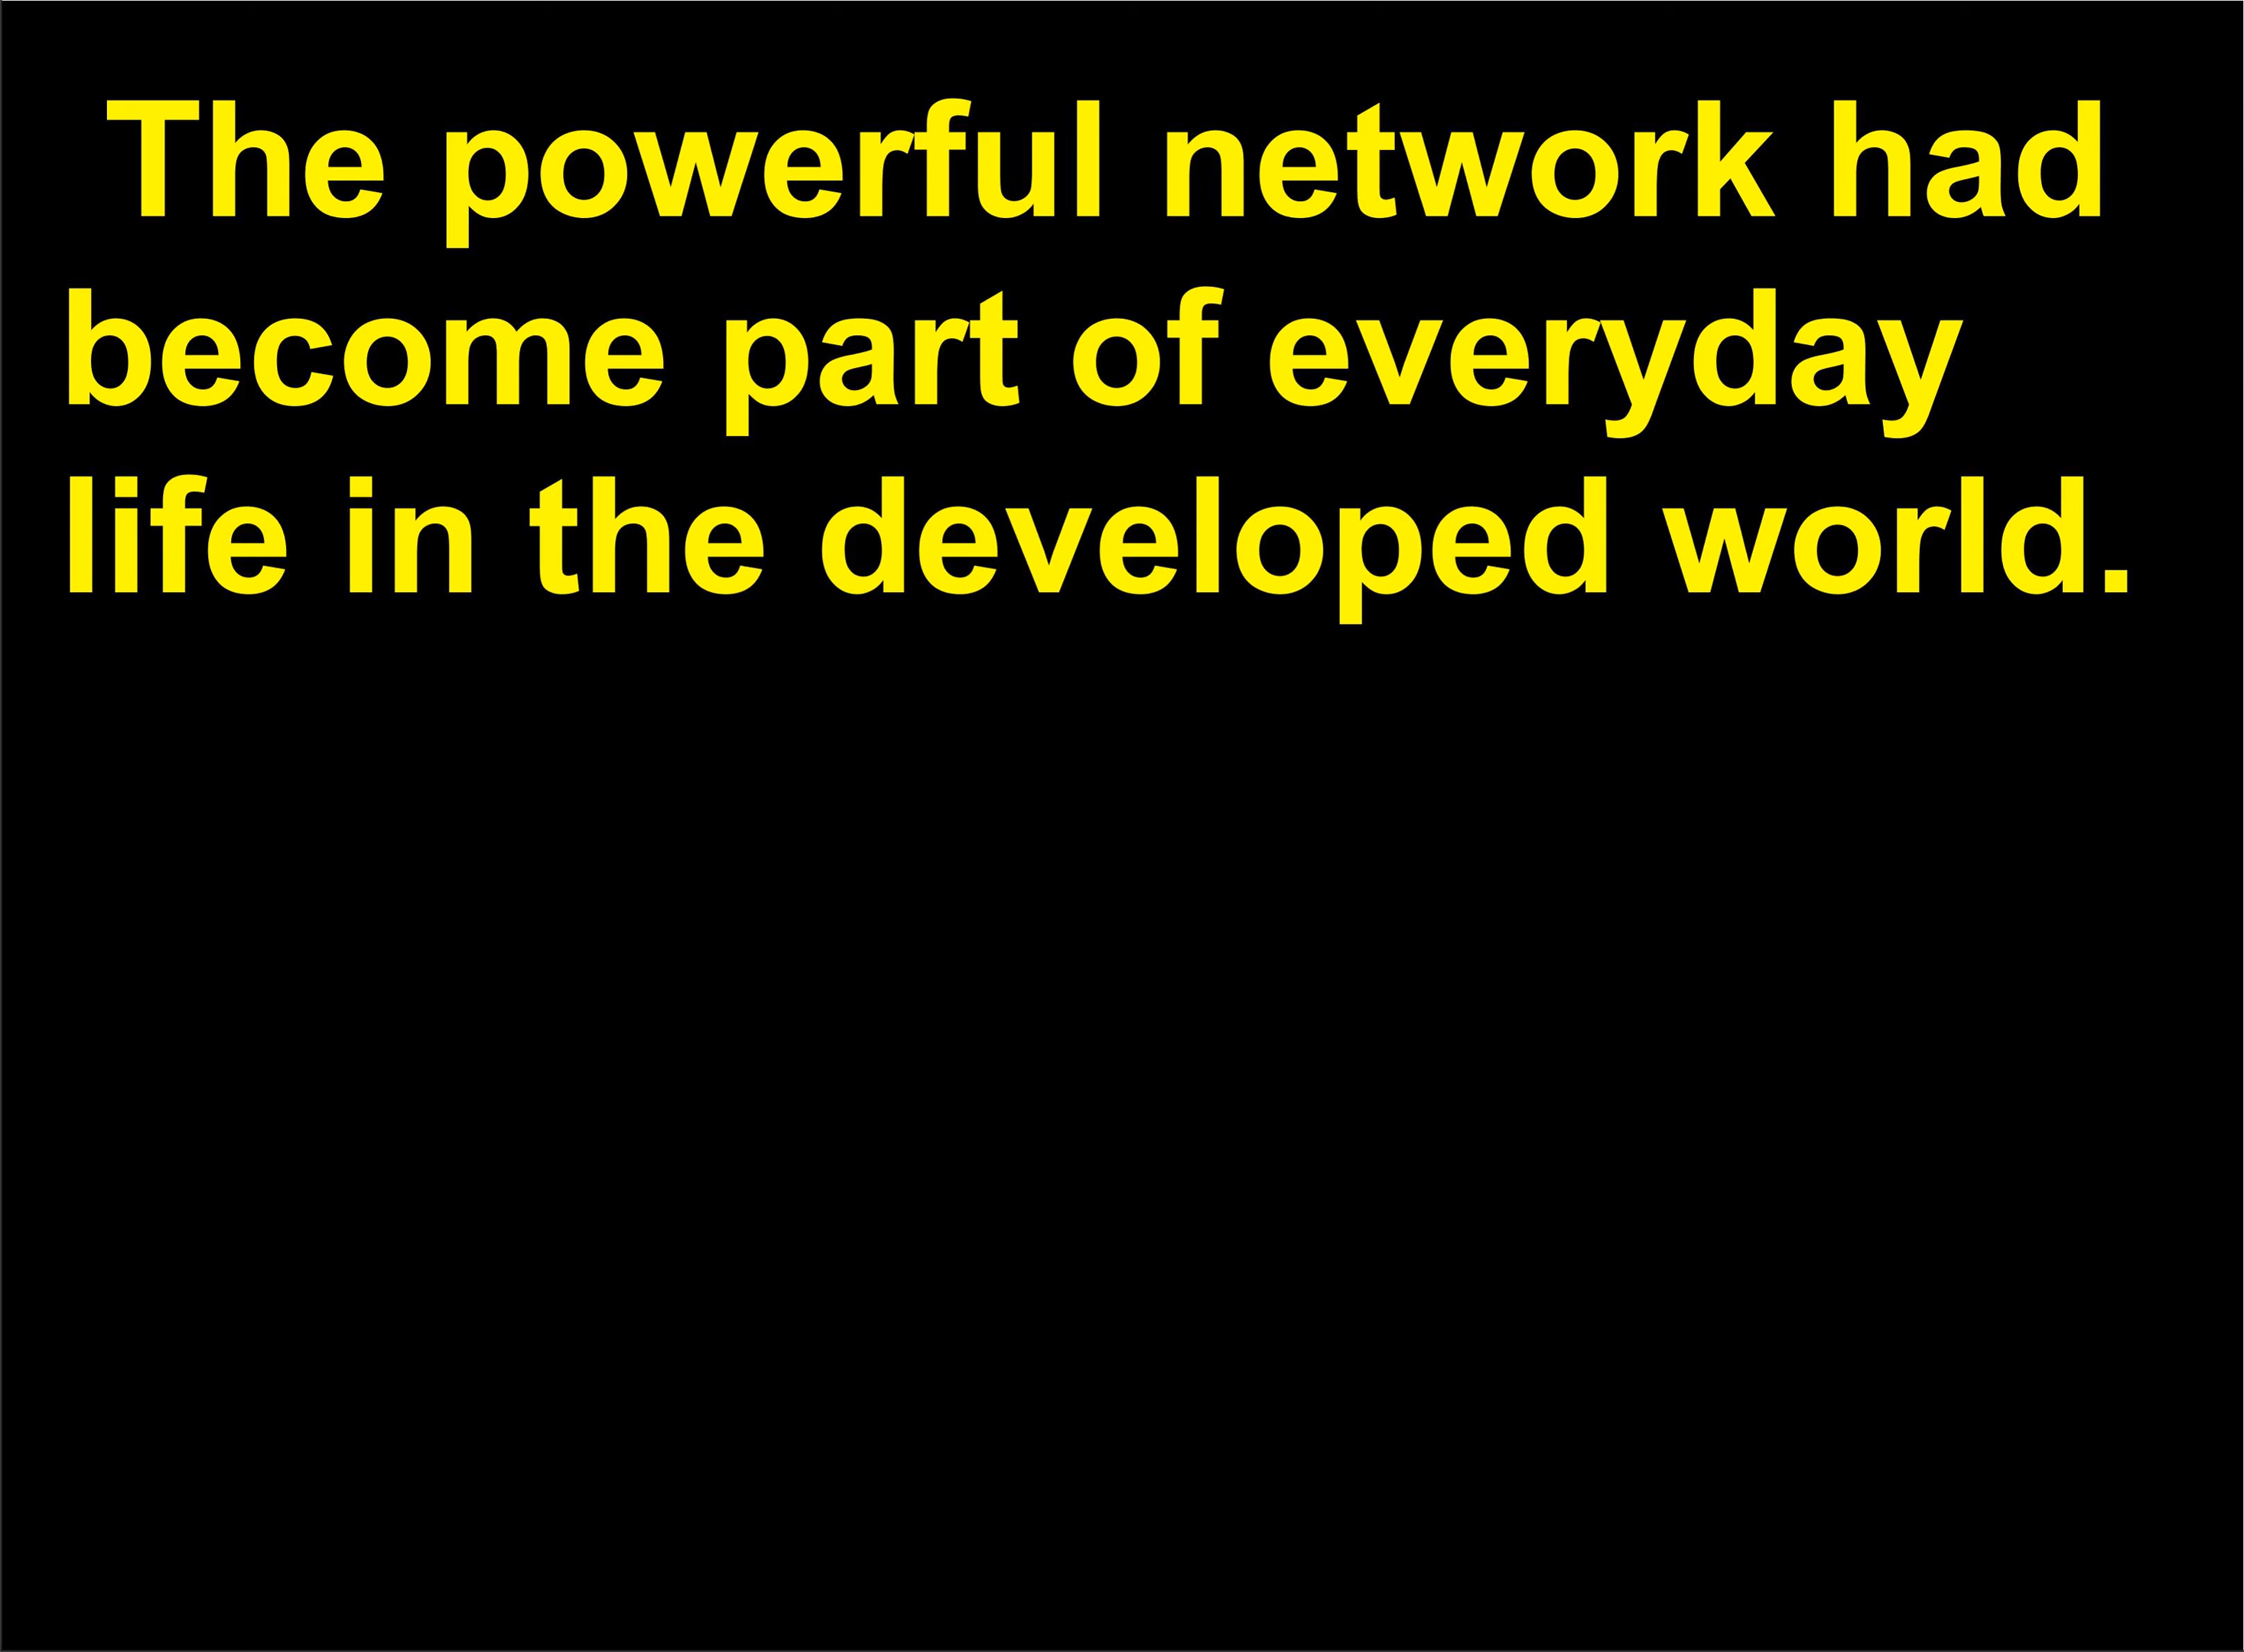 The powerful network had
become part of everyday
life in the developed world.